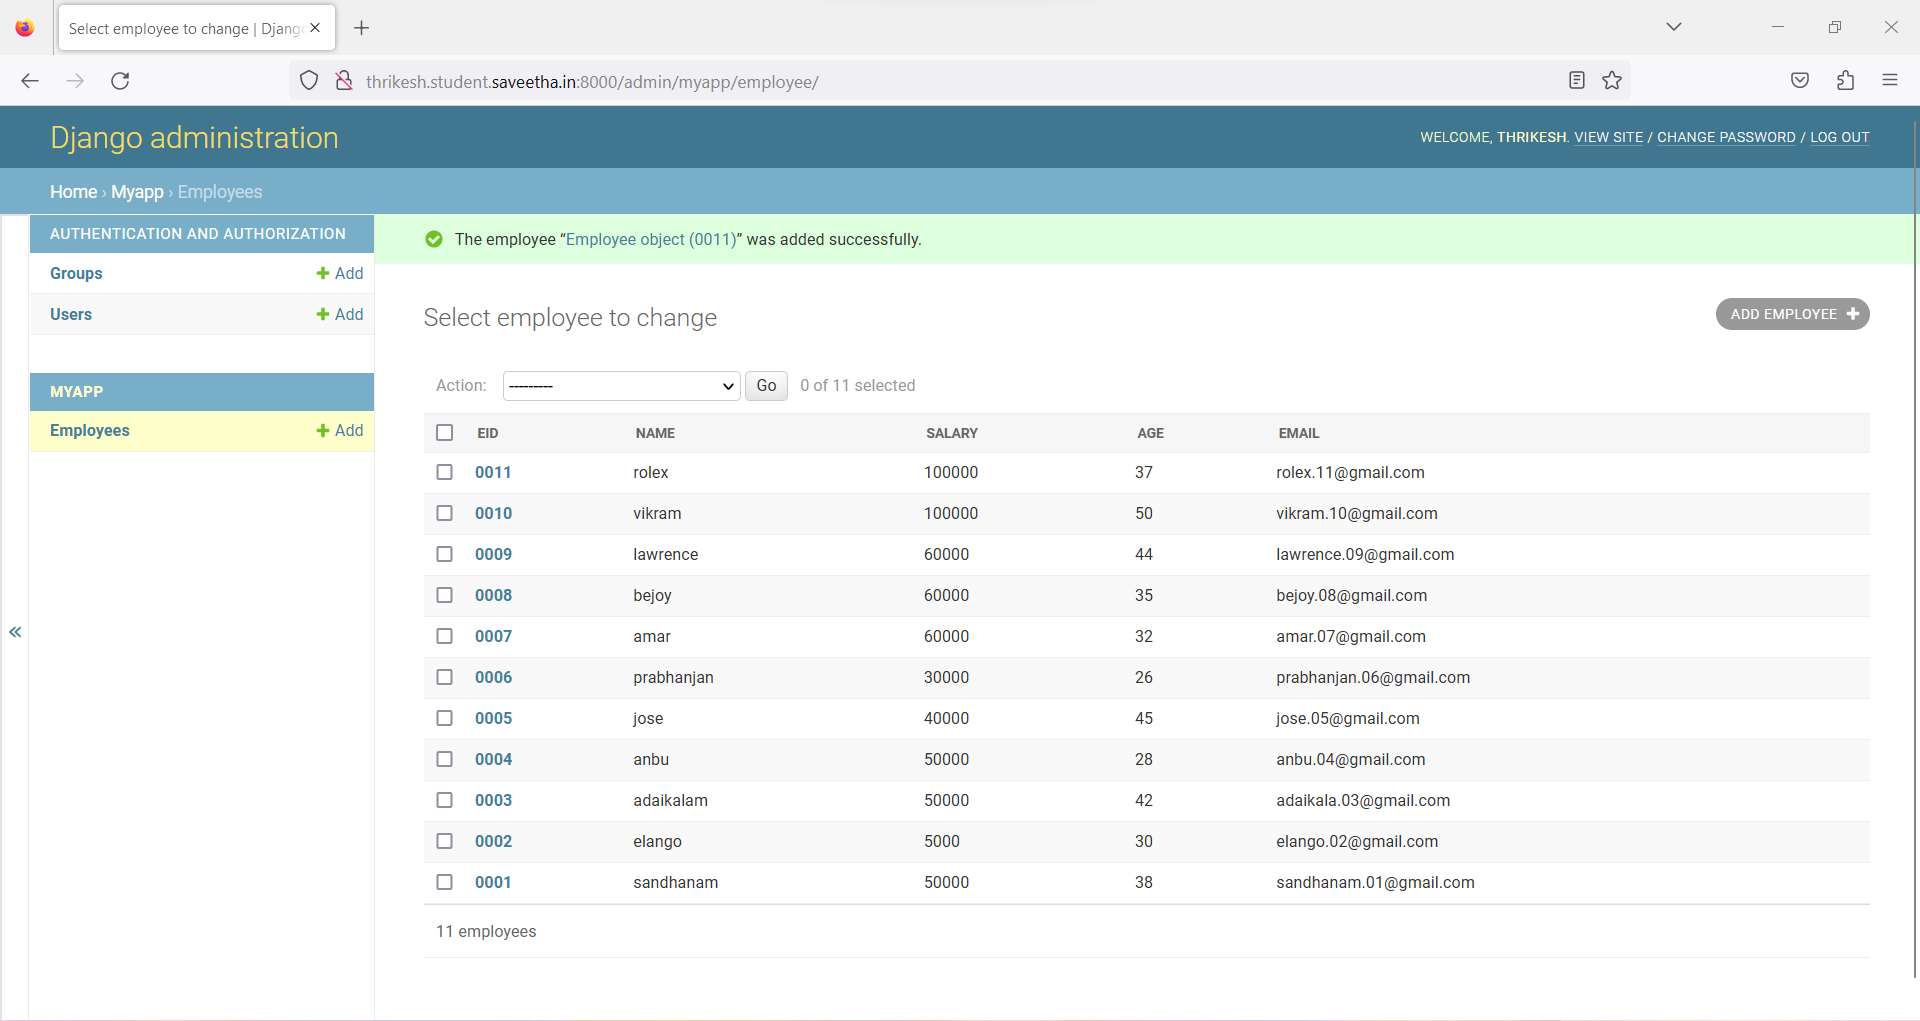 Select employee to change | Djang
thrikesh.student.saveetha.in:8000/admin/myapp/employee/
Django administration
WELCOME, THRIKESH. VIEW SITE / CHANGE PASSWORD / LOG OUT
Home › Myapp › Employees
AUTHENTICATION AND AUTHORIZATION
Groups + Add
Users + Add
MYAPP
Employees + Add
«
The employee “Employee object (0011)” was added successfully.
Select employee to change
ADD EMPLOYEE +
Action: --------- Go 0 of 11 selected
EID NAME SALARY AGE EMAIL
0011 rolex 100000 37 rolex.11@gmail.com
0010 vikram 100000 50 vikram.10@gmail.com
0009 lawrence 60000 44 lawrence.09@gmail.com
0008 bejoy 60000 35 bejoy.08@gmail.com
0007 amar 60000 32 amar.07@gmail.com
0006 prabhanjan 30000 26 prabhanjan.06@gmail.com
0005 jose 40000 45 jose.05@gmail.com
0004 anbu 50000 28 anbu.04@gmail.com
0003 adaikalam 50000 42 adaikala.03@gmail.com
0002 elango 5000 30 elango.02@gmail.com
0001 sandhanam 50000 38 sandhanam.01@gmail.com
11 employees